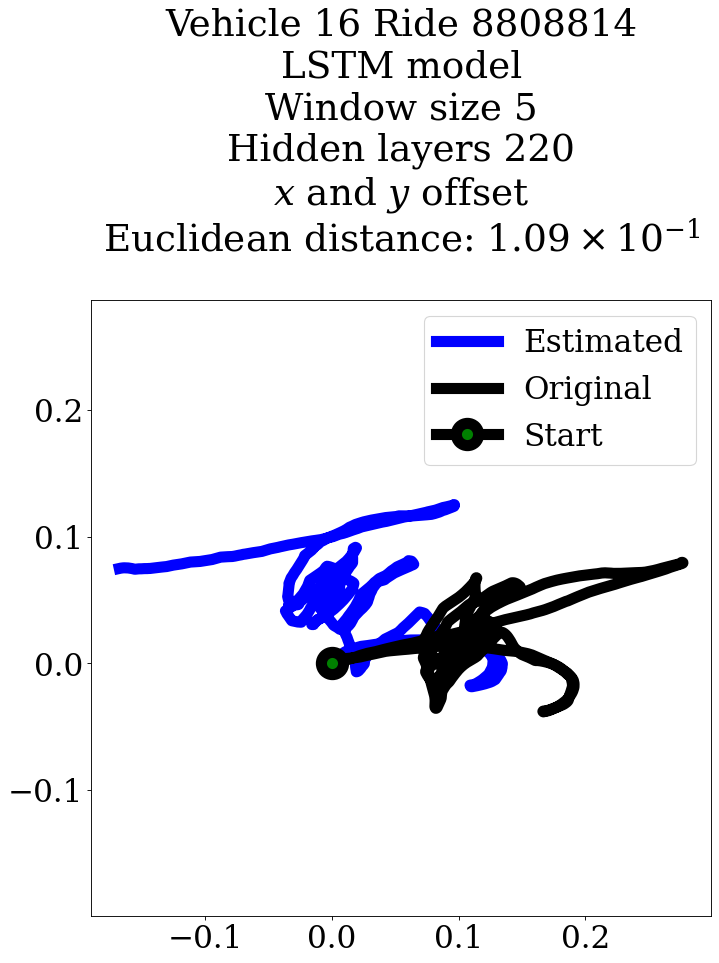 Vehicle 16 Ride 8808814
LSTM model
Window size 5
Hidden layers 220
x and y offset
Euclidean distance: 1.09 × 10⁻¹
Estimated
Original
Start
0.2
0.1
0.0
−0.1
−0.1 0.0 0.1 0.2